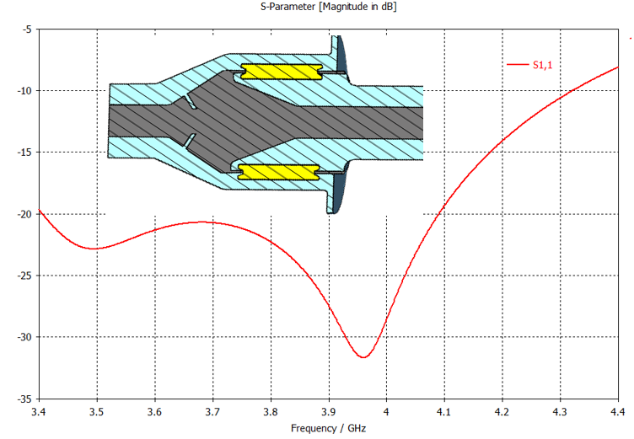 S-Parameter [Magnitude in dB]
-5
S1,1
-10
-15
-20
-25
-30
-35
3.4 3.5 3.6 3.7 3.8 3.9 4 4.1 4.2 4.3 4.4
Frequency / GHz